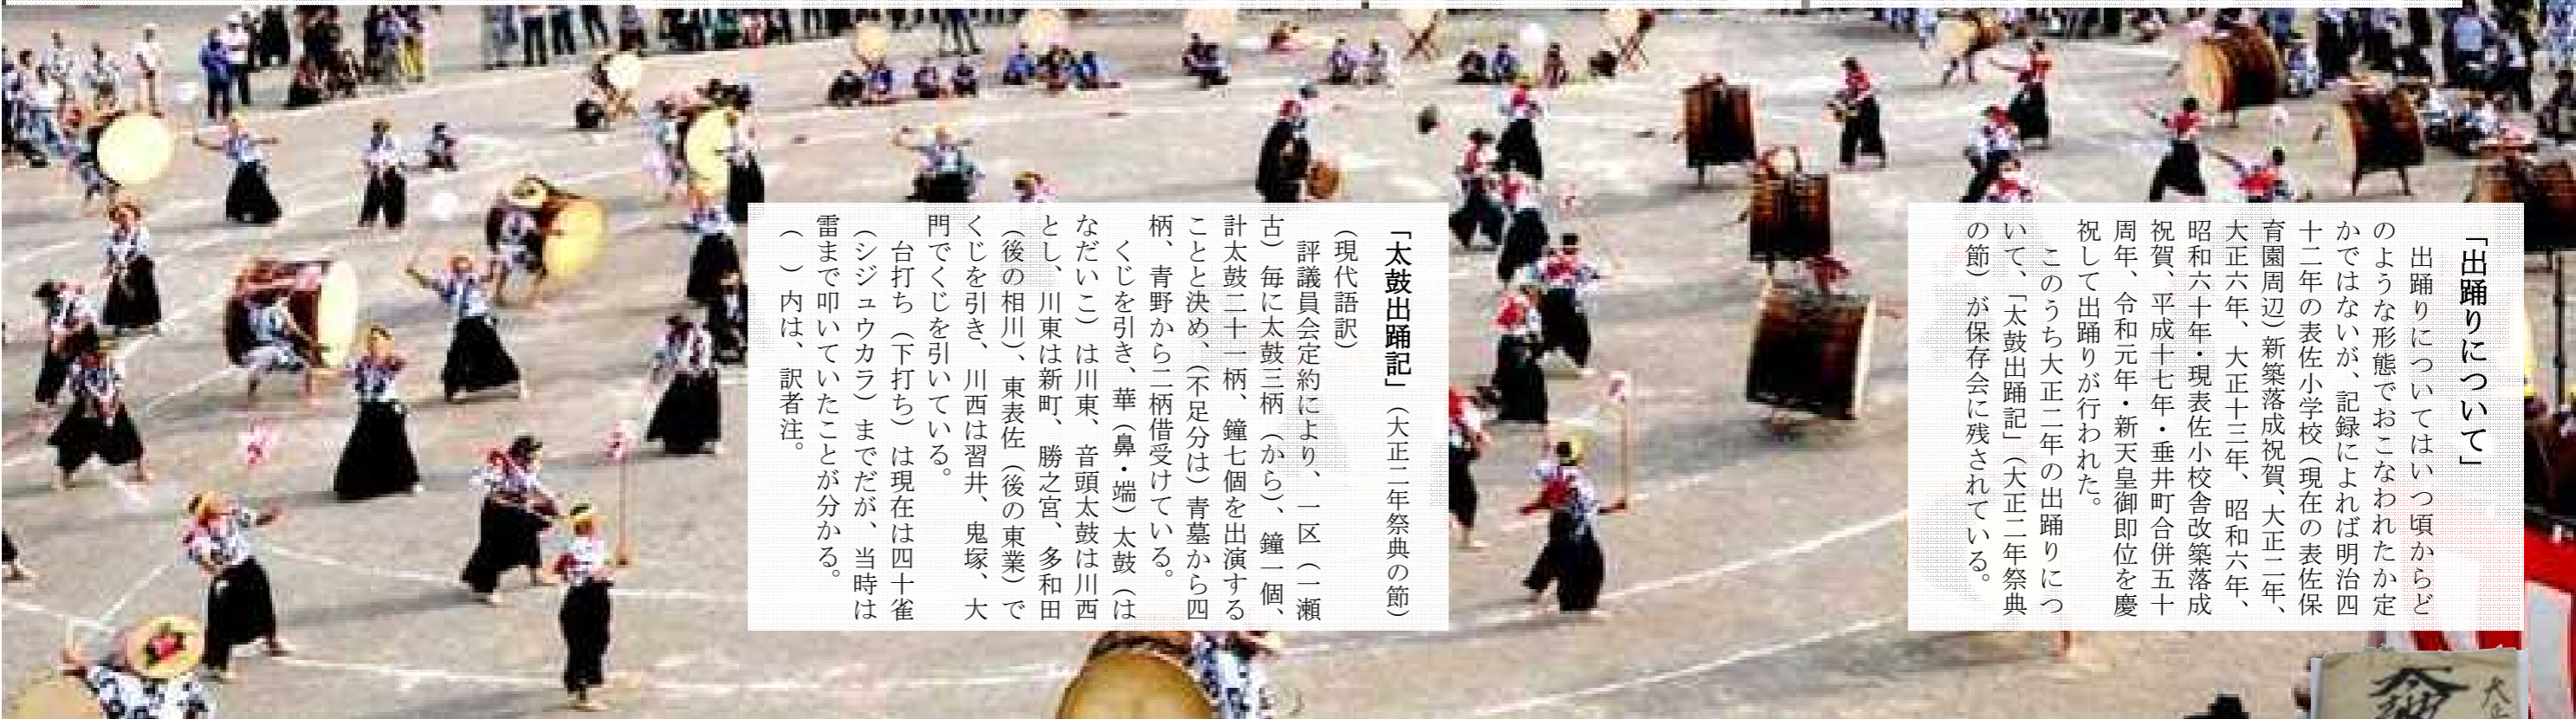 「出踊りについて」
出踊りについてはいつ頃からど
のような形態でおこなわれたか定
かではないが、記録によれば明治四
十二年の表佐小学校（現在の表佐保
育園周辺）新築落成祝賀、大正二年、
大正六年、大正十三年、昭和六年、
昭和六十年・現表佐小校舎改築落成
祝賀、平成十七年・垂井町合併五十
周年、令和元年・新天皇御即位を慶
祝して出踊りが行われた。
このうち大正二年の出踊りにつ
いて、「太鼓出踊記」（大正二年祭典
の節）が保存会に残されている。
「太鼓出踊記」（大正二年祭典の節）
（現代語訳）
評議員会定約により、一区（一瀬
古）毎に太鼓三柄（から）、鐘一個、
計太鼓二十一柄、鐘七個を出演する
ことと決め、（不足分は）青墓から四
柄、青野から二柄借受けている。
くじを引き、華（鼻・端）太鼓（は
なだいこ）は川東、音頭太鼓は川西
とし、川東は新町、勝之宮、多和田
（後の相川）、東表佐（後の東業）で
くじを引き、川西は習井、鬼塚、大
門でくじを引いている。
台打ち（下打ち）は現在は四十雀
（シジュウカラ）までだが、当時は
雷まで叩いていたことが分かる。
（　）内は、訳者注。
大正